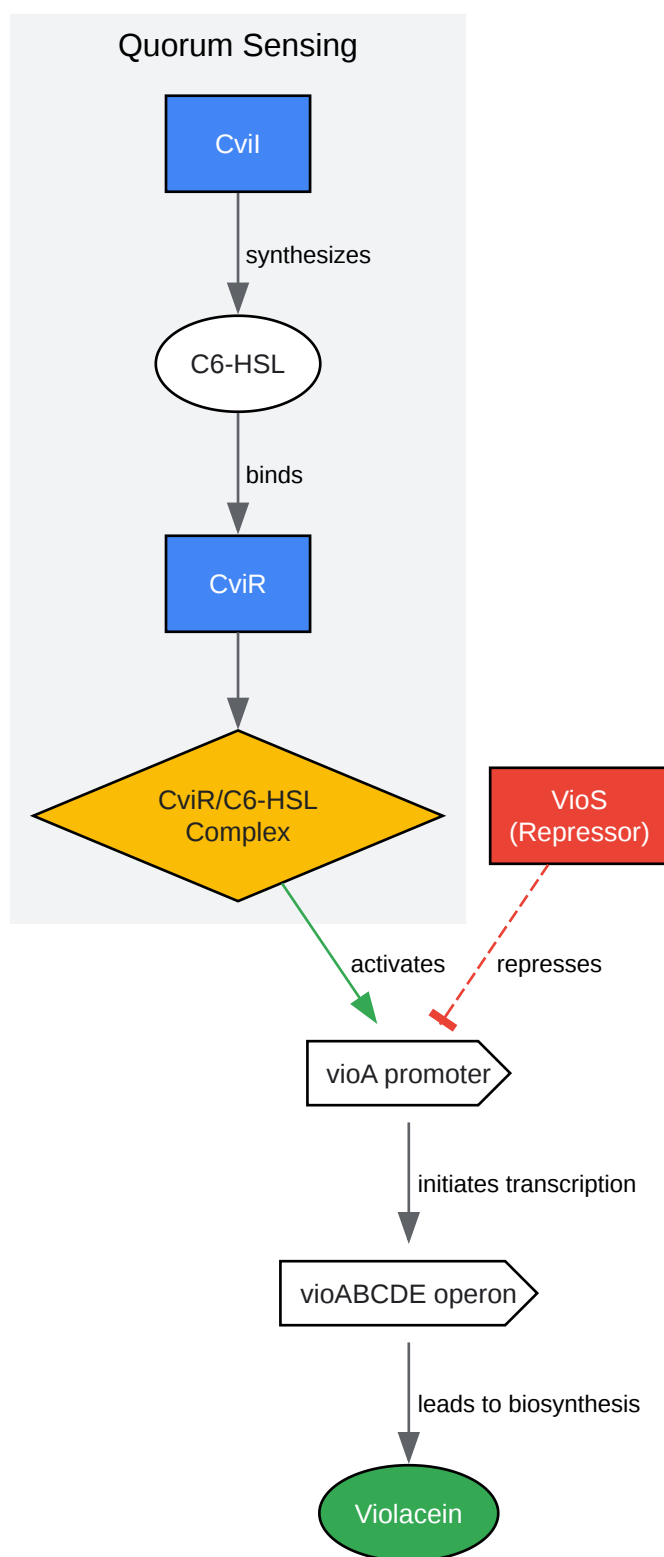 Quorum Sensing
CviI
synthesizes
C6-HSL
binds
CviR
CviR/C6-HSL
Complex
VioS
(Repressor)
activates
represses
vioA promoter
initiates transcription
vioABCDE operon
leads to biosynthesis
Violacein